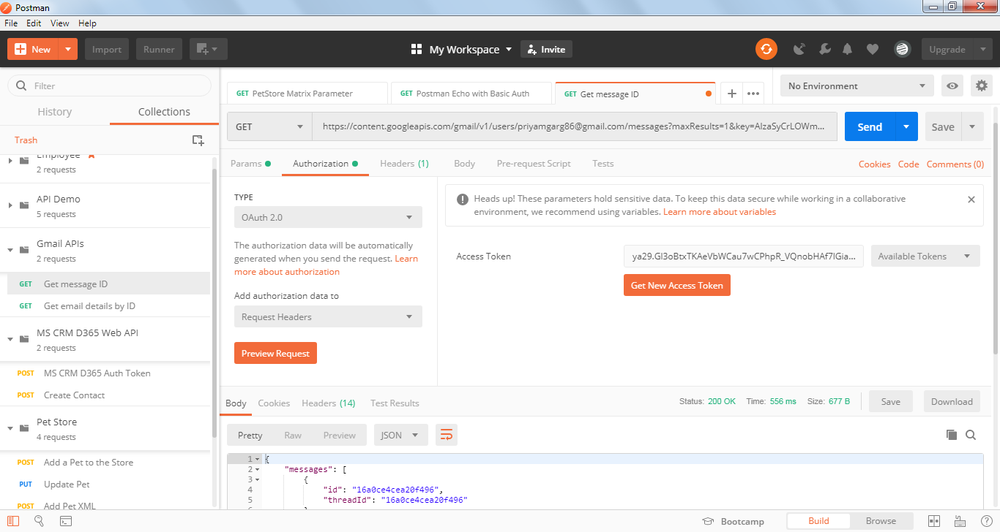 Postman
File Edit View Help
New Import Runner My Workspace Invite Upgrade
Filter
History Collections
Trash
Employee
2 requests
API Demo
5 requests
Gmail APIs
2 requests
GET Get message ID
GET Get email details by ID
MS CRM D365 Web API
2 requests
POST MS CRM D365 Auth Token
POST Create Contact
Pet Store
4 requests
POST Add a Pet to the Store
PUT Update Pet
POST Add Pet XML
GET PetStore Matrix Parameter GET Postman Echo with Basic Auth GET Get message ID No Environment
GET https://content.googleapis.com/gmail/v1/users/priyamgarg86@gmail.com/messages?maxResults=1&key=AIzaSyCrLOWm... Send Save
Params Authorization Headers (1) Body Pre-request Script Tests Cookies Code Comments (0)
TYPE
OAuth 2.0
The authorization data will be automatically
generated when you send the request. Learn
more about authorization
Add authorization data to
Request Headers
Preview Request
Heads up! These parameters hold sensitive data. To keep this data secure while working in a collaborative
environment, we recommend using variables. Learn more about variables
Access Token ya29.Gl3oBtxTKAeVbWCau7wCPhpR_VQnobHAf7IGia... Available Tokens
Get New Access Token
Body Cookies Headers (14) Test Results Status: 200 OK Time: 556 ms Size: 677 B Save Download
Pretty Raw Preview JSON
1 {
2 "messages": [
3 {
4 "id": "16a0ce4cea20f496",
5 "threadId": "16a0ce4cea20f496"
Bootcamp Build Browse